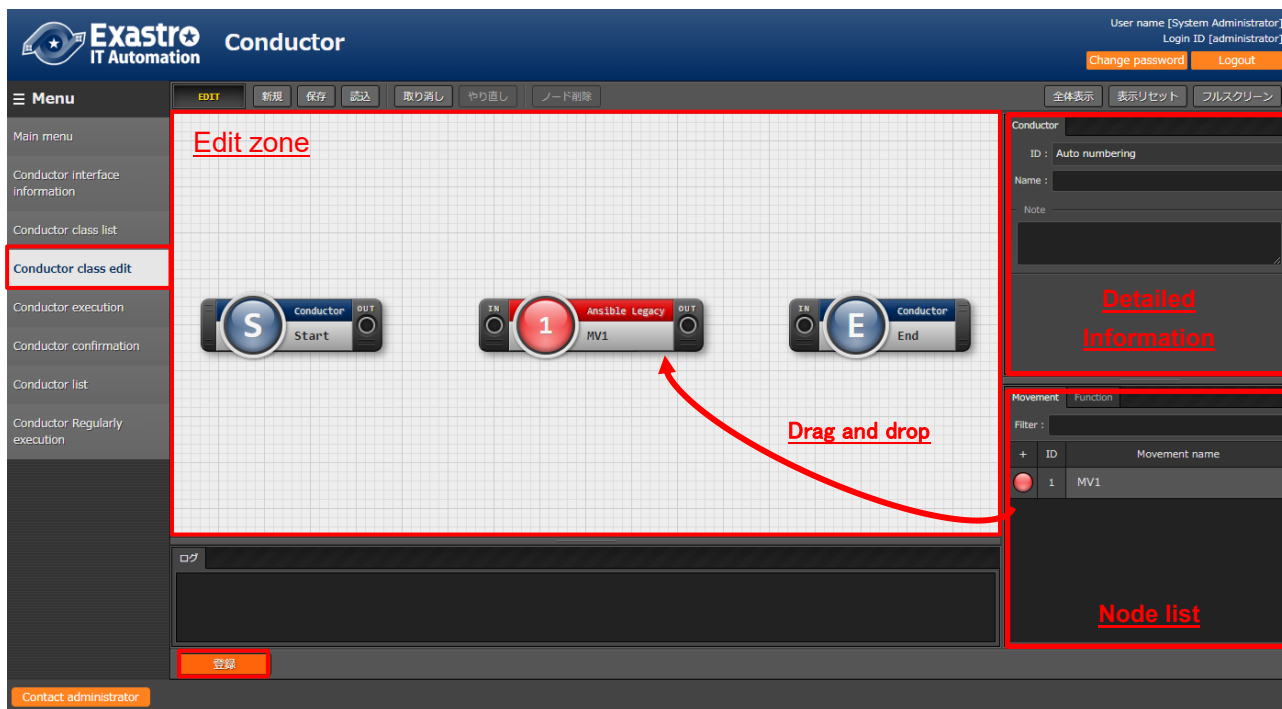 Exastro
IT Automation
Conductor
User name [System Administrator]
Login ID [administrator]
Change password
Logout
☰ Menu
Main menu
Conductor interface
information
Conductor class list
Conductor class edit
Conductor execution
Conductor confirmation
Conductor list
Conductor Regularly
execution
Contact administrator
EDIT
新規
保存
読込
取り消し
やり直し
ノード削除
全体表示
表示リセット
フルスクリーン
Edit zone
S
Conductor
Start
OUT
IN
1
Ansible Legacy
MV1
OUT
IN
E
Conductor
End
Drag and drop
ログ
登録
Conductor
ID : Auto numbering
Name :
Note
Detailed
Information
Movement
Function
Filter :
+ ID Movement name
1 MV1
Node list